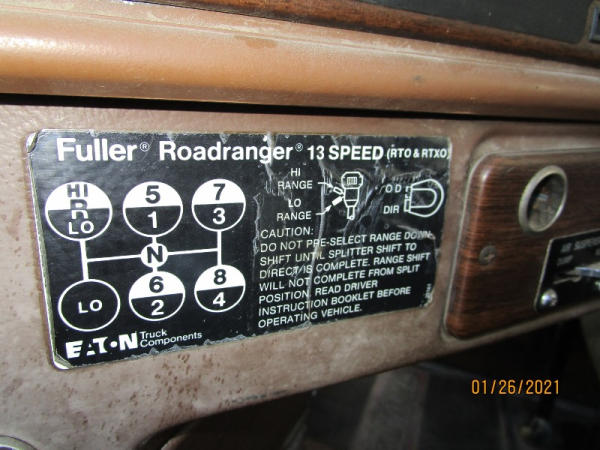 Fuller® Roadranger® 13 SPEED (RTO & RTXO)
HI
R
LO
5
1
7
3
N
LO
6
2
8
4
HI
RANGE
LO
RANGE
O D
DIR
CAUTION:
DO NOT PRE-SELECT RANGE DOWN
SHIFT UNTIL SPLITTER SHIFT TO
DIRECT IS COMPLETE. RANGE SHIFT
WILL NOT COMPLETE FROM SPLIT
POSITION. READ DRIVER
INSTRUCTION BOOKLET BEFORE
OPERATING VEHICLE.
EATON Truck
Components
AIR SUSPENSION
DUMP
01/26/2021